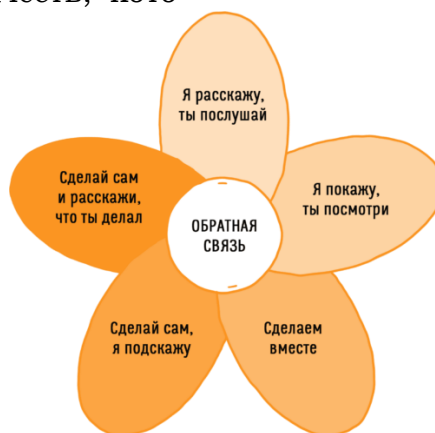 Я расскажу,
ты послушай
Я покажу,
ты посмотри
Сделаем
вместе
Сделай сам,
я подскажу
Сделай сам
и расскажи,
что ты делал
ОБРАТНАЯ
СВЯЗЬ